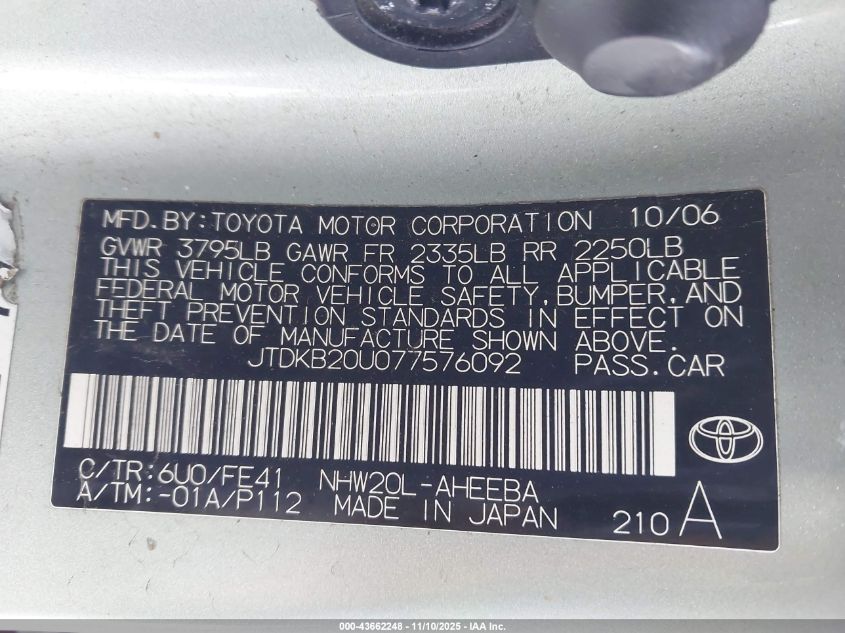 MFD.BY:TOYOTA MOTOR CORPORATION 10/06
GVWR 3795LB GAWR FR 2335LB RR 2250LB
THIS VEHICLE CONFORMS TO ALL APPLICABLE
FEDERAL MOTOR VEHICLE SAFETY,BUMPER,AND
THEFT PREVENTION STANDARDS IN EFFECT ON
THE DATE OF MANUFACTURE SHOWN ABOVE.
JTDKB20U077576092 PASS.CAR
C/TR:6U0/FE41 NHW20L-AHEEBA
A/TM:-01A/P112 MADE IN JAPAN 210 A
000-43662248 - 11/10/2025 - IAA Inc.